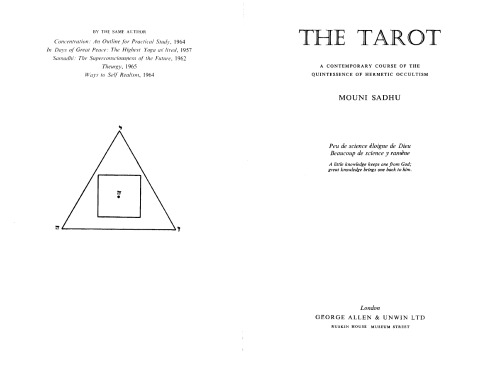 BY THE SAME AUTHOR
Concentration: An Outline for Practical Study, 1964
In Days of Great Peace: The Highest Yoga as lived, 1957
Samadhi: The Superconsciousness of the Future, 1962
Theurgy, 1965
Ways to Self Realism, 1964
THE TAROT
A CONTEMPORARY COURSE OF THE
QUINTESSENCE OF HERMETIC OCCULTISM
MOUNI SADHU
Peu de science éloigne de Dieu
Beaucoup de science y ramène
A little knowledge keeps one from God;
great knowledge brings one back to him.
London
GEORGE ALLEN & UNWIN LTD
RUSKIN HOUSE MUSEUM STREET